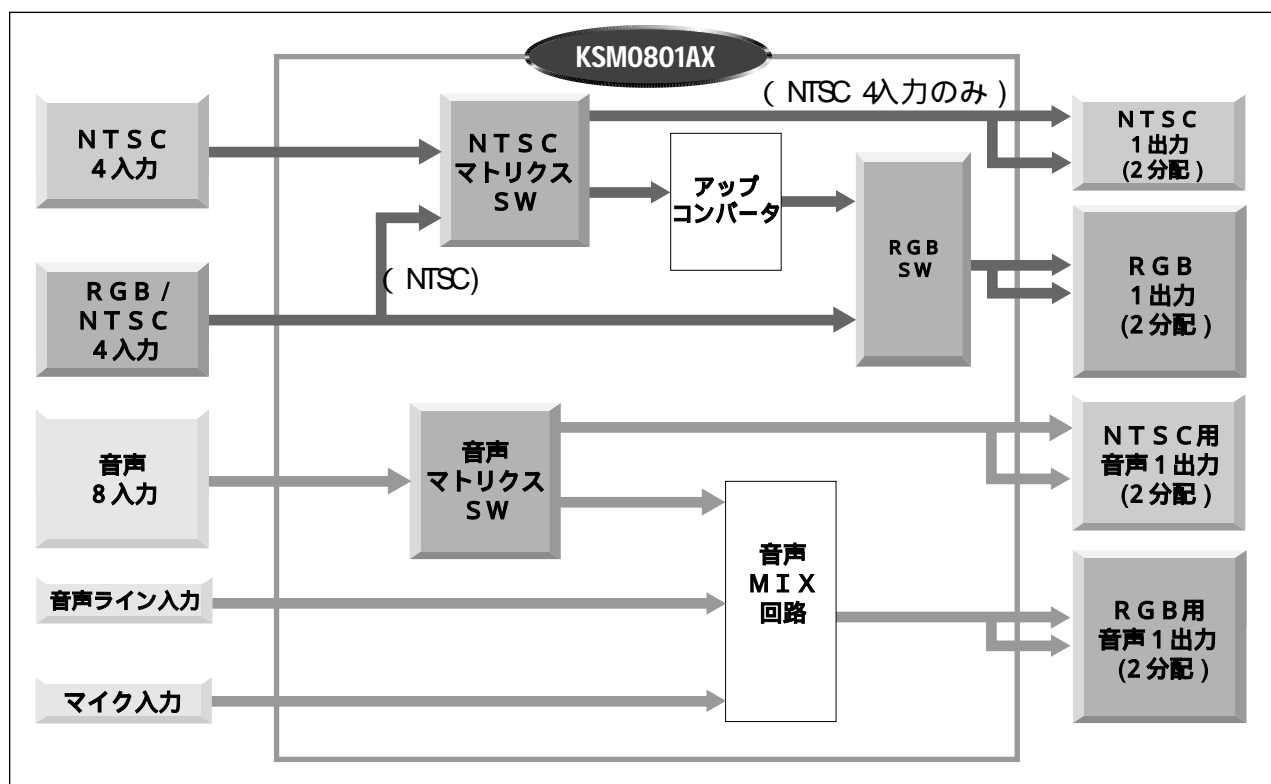 KSM0801AX
( NTSC 4入力のみ )
NTSC
4入力
NTSC
マトリクス
SW
アップ
コンバータ
RGB
SW
NTSC
1出力
(2分配)
( NTSC)
RGB/
NTSC
4入力
RGB
1出力
(2分配)
音声
8入力
音声
マトリクス
SW
NTSC用
音声1出力
(2分配)
音声ライン入力
音声
MIX
回路
RGB用
音声1出力
(2分配)
マイク入力